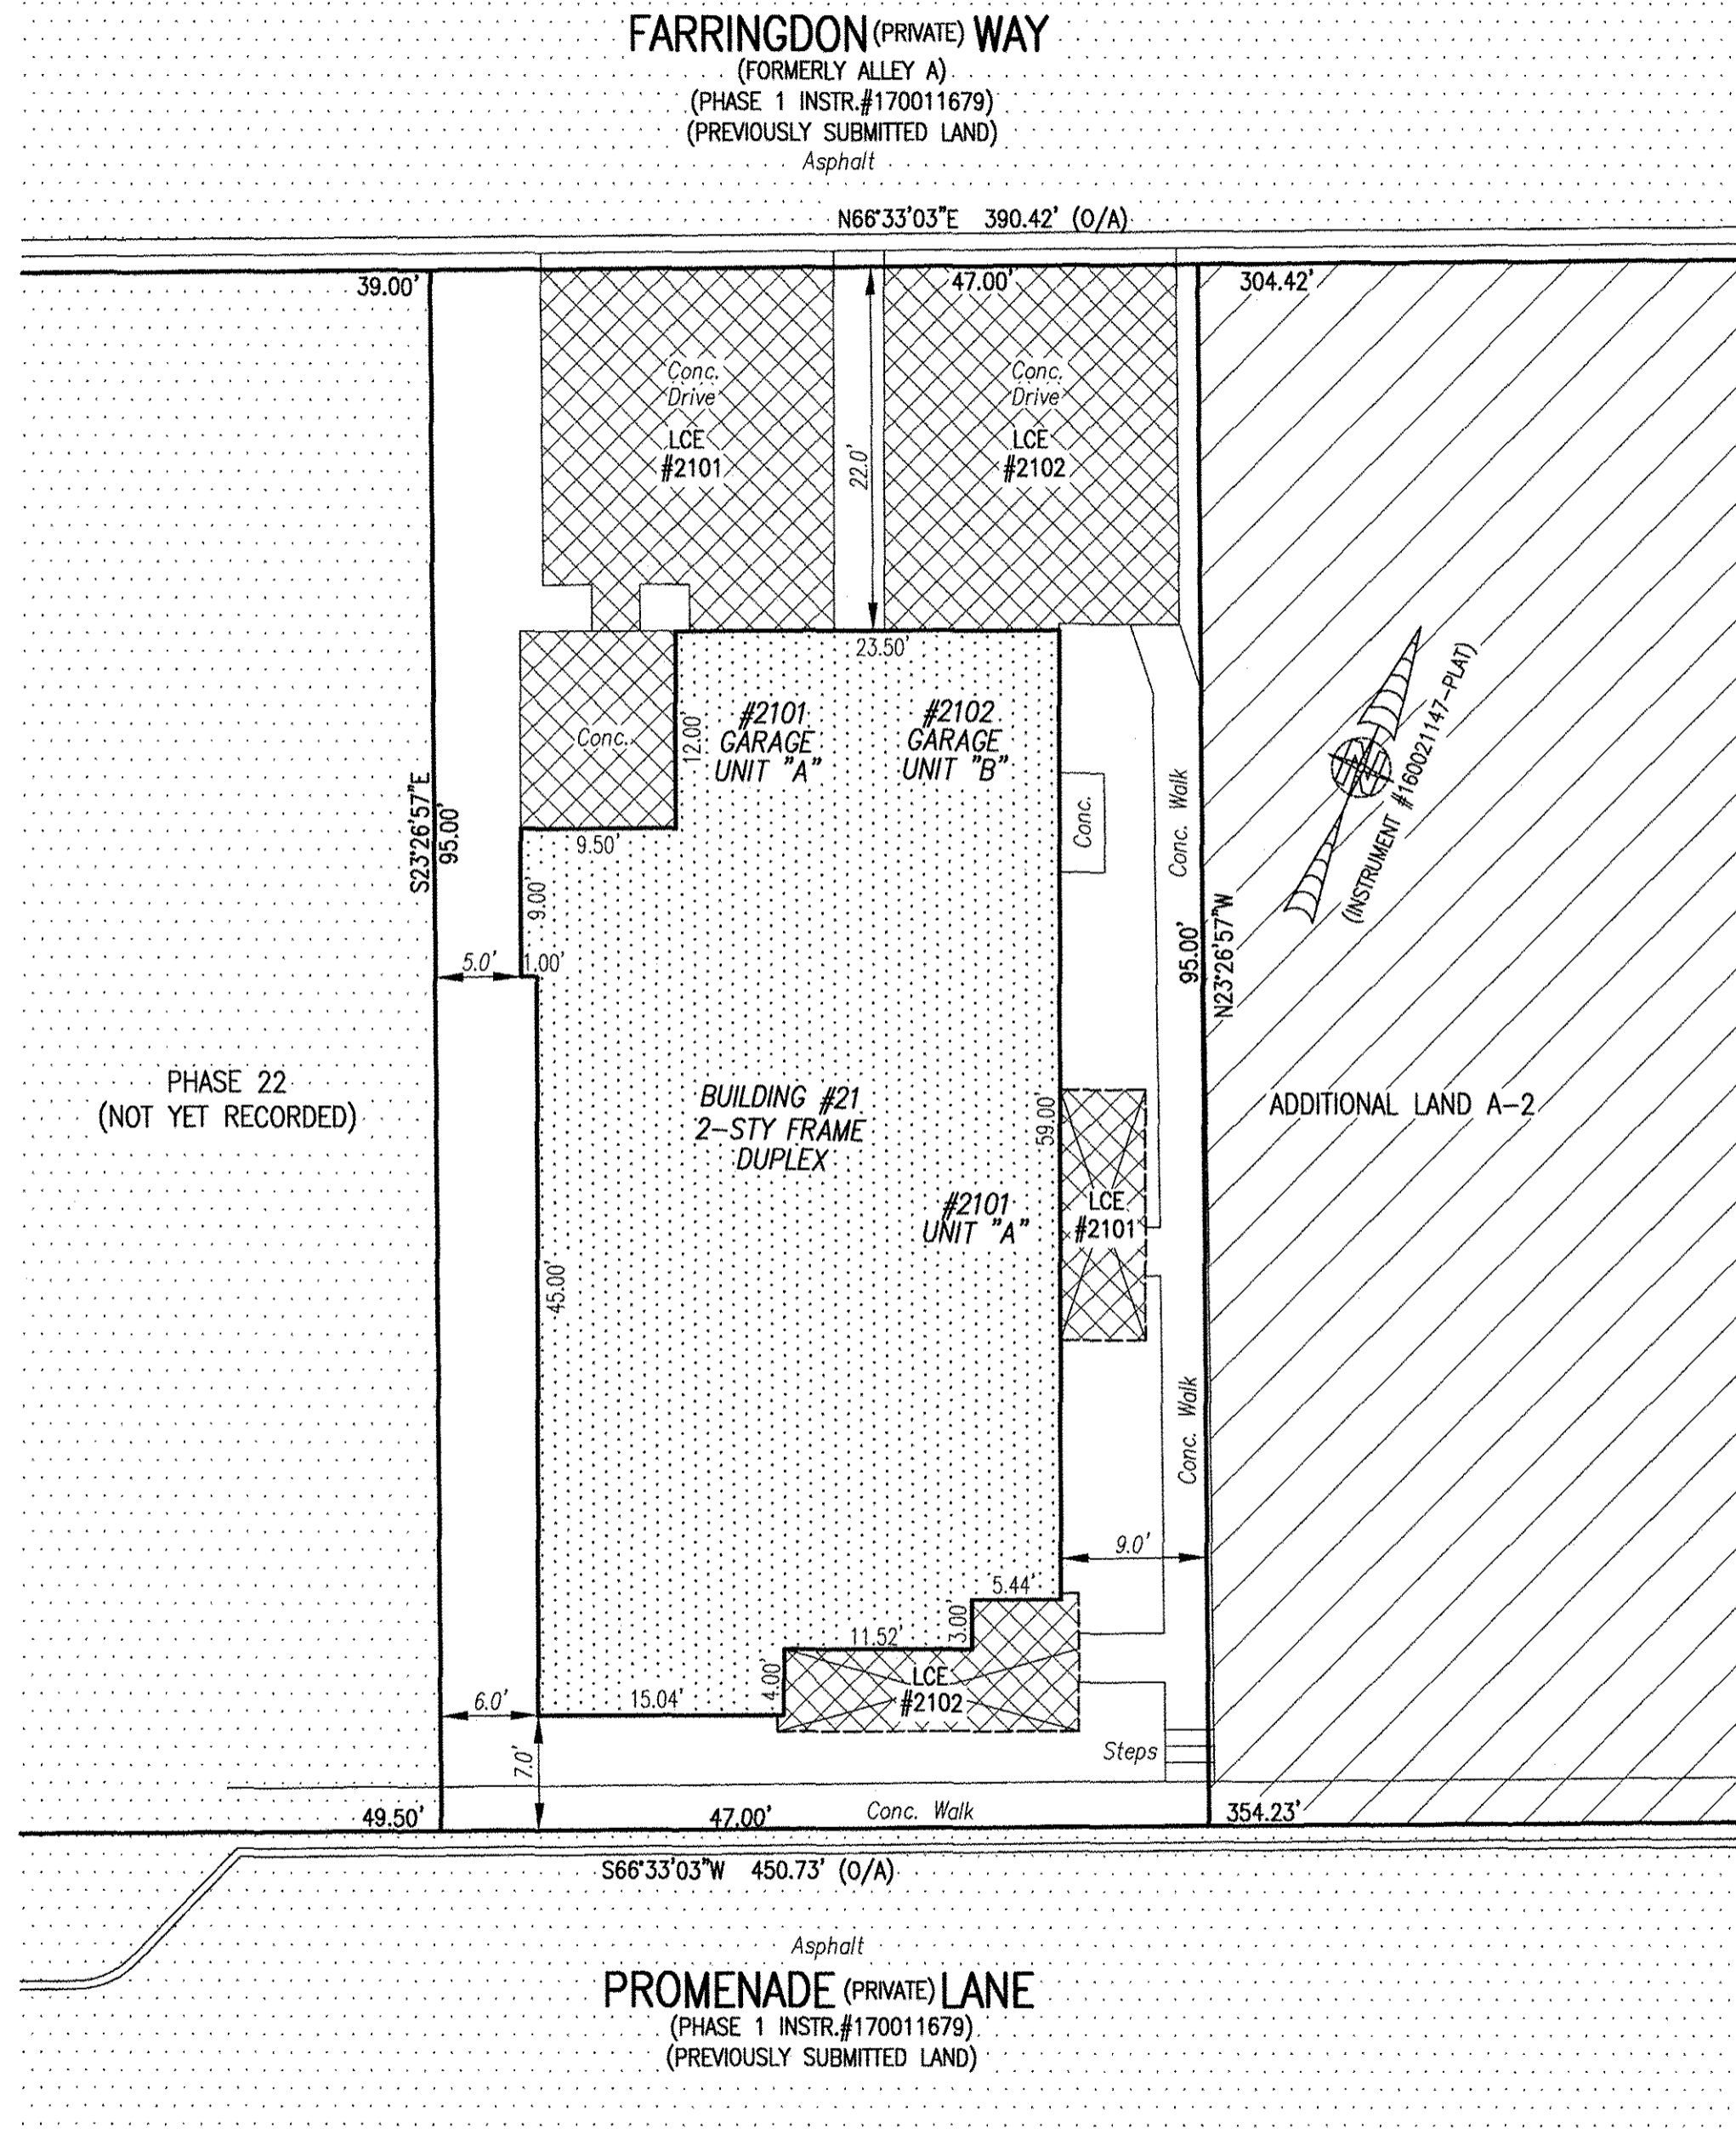 FARRINGDON (PRIVATE) WAY
(FORMERLY ALLEY A)
(PHASE 1 INSTR.#170011679)
(PREVIOUSLY SUBMITTED LAND)
Asphalt
N66°33'03"E 390.42' (O/A)
39.00'
47.00'
304.42'
Conc.
Drive
LCE
#2101
22.0'
Conc.
Drive
LCE
#2102
23.50'
Conc.
12.00'
#2101
GARAGE
UNIT "A"
#2102
GARAGE
UNIT "B"
Conc.
Conc. Walk
(INSTRUMENT #160021147-PLAT)
S23°26'57"E
95.00'
9.50'
9.00'
5.0'
1.00'
95.00'
N23°26'57"W
PHASE 22
(NOT YET RECORDED)
BUILDING #21
2-STY FRAME
DUPLEX
59.00'
ADDITIONAL LAND A-2
#2101
UNIT "A"
LCE
#2101
45.00'
Conc. Walk
9.0'
5.44'
3.00'
11.52'
4.00'
LCE
#2102
6.0'
15.04'
7.0'
Steps
49.50'
47.00'
Conc. Walk
354.23'
S66°33'03"W 450.73' (O/A)
Asphalt
PROMENADE (PRIVATE) LANE
(PHASE 1 INSTR.#170011679)
(PREVIOUSLY SUBMITTED LAND)